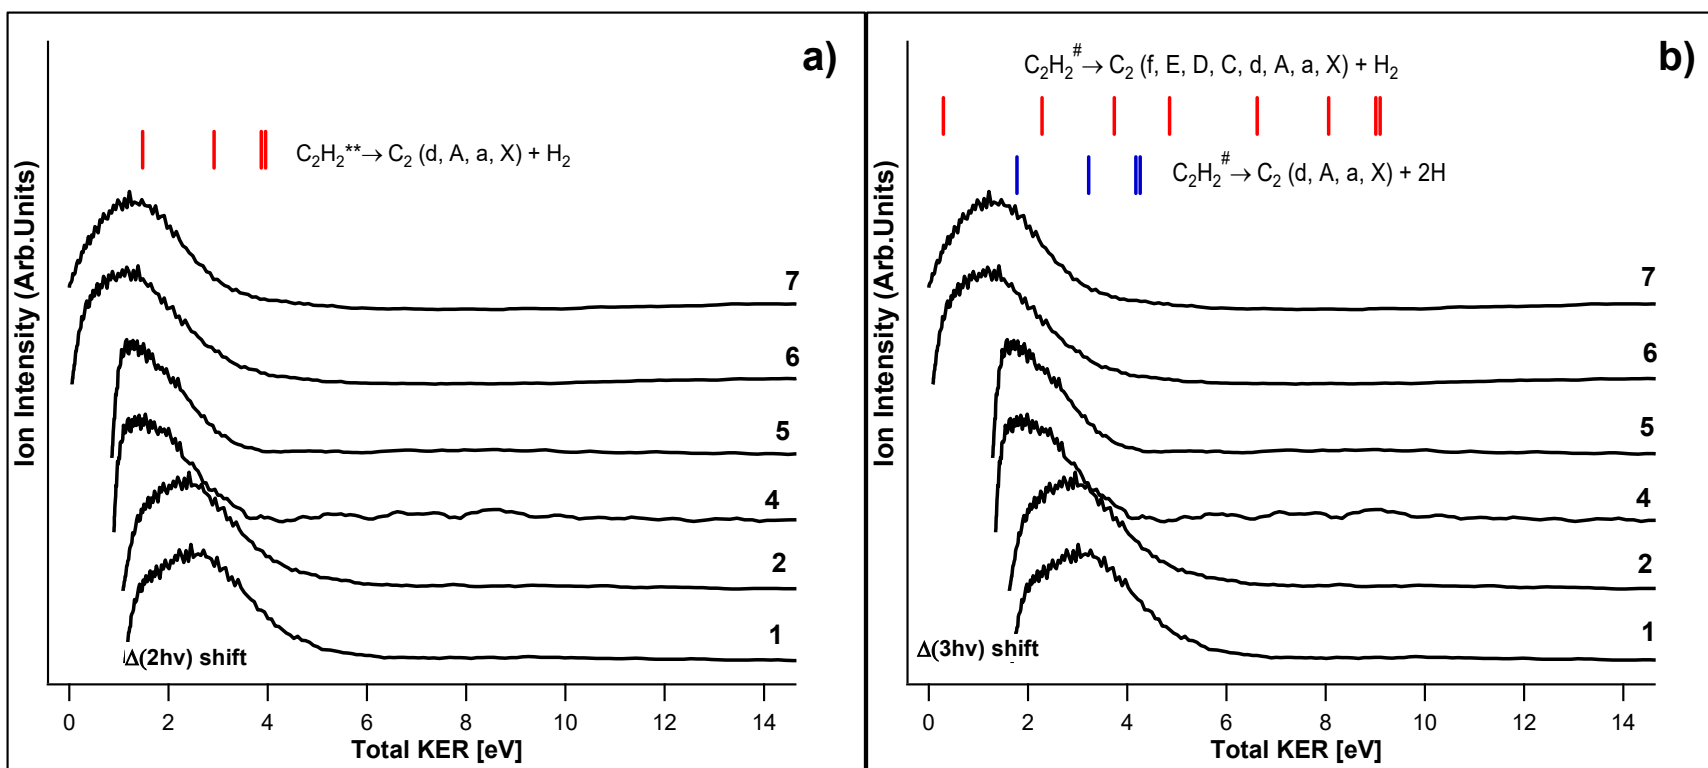 a)
C₂H₂**→ C₂ (d, A, a, X) + H₂
Ion Intensity (Arb.Units)
7
6
5
4
2
1
Δ(2hv) shift
0 2 4 6 8 10 12 14
Total KER [eV]
b)
C₂H₂#→ C₂ (f, E, D, C, d, A, a, X) + H₂
C₂H₂#→ C₂ (d, A, a, X) + 2H
Ion Intensity (Arb.Units)
7
6
5
4
2
1
Δ(3hv) shift
0 2 4 6 8 10 12 14
Total KER [eV]